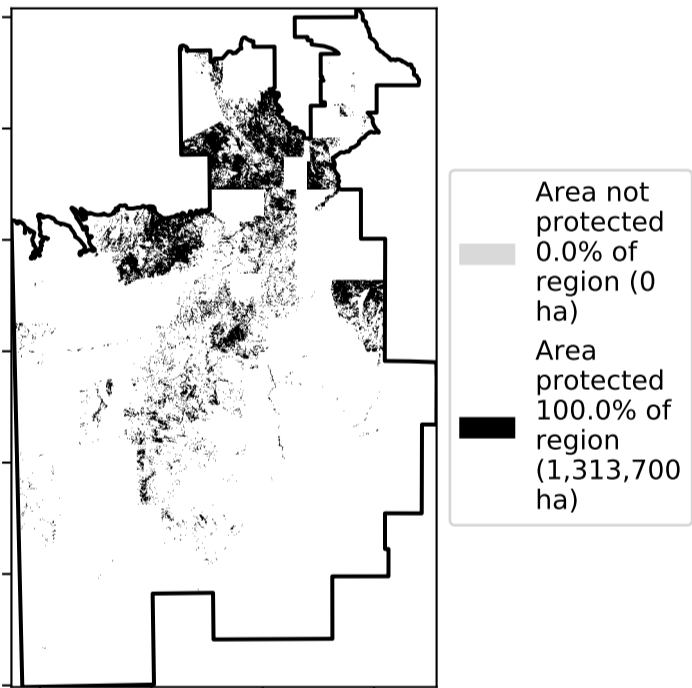 Area not
protected
0.0% of
region (0
ha)
Area
protected
100.0% of
region
(1,313,700
ha)